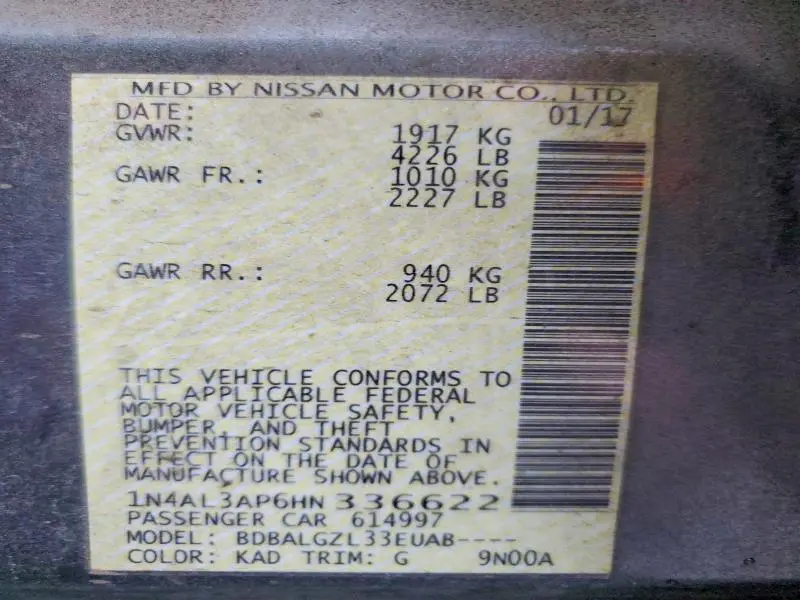 MFD BY NISSAN MOTOR CO., LTD.
DATE: 01/17
GVWR: 1917 KG
4226 LB
GAWR FR.: 1010 KG
2227 LB
GAWR RR.: 940 KG
2072 LB
THIS VEHICLE CONFORMS TO
ALL APPLICABLE FEDERAL
MOTOR VEHICLE SAFETY,
BUMPER, AND THEFT
PREVENTION STANDARDS IN
EFFECT ON THE DATE OF
MANUFACTURE SHOWN ABOVE.
1N4AL3AP6HN336622
PASSENGER CAR 614997
MODEL: BDBALGZL33EUAB----
COLOR: KAD TRIM: G 9N00A